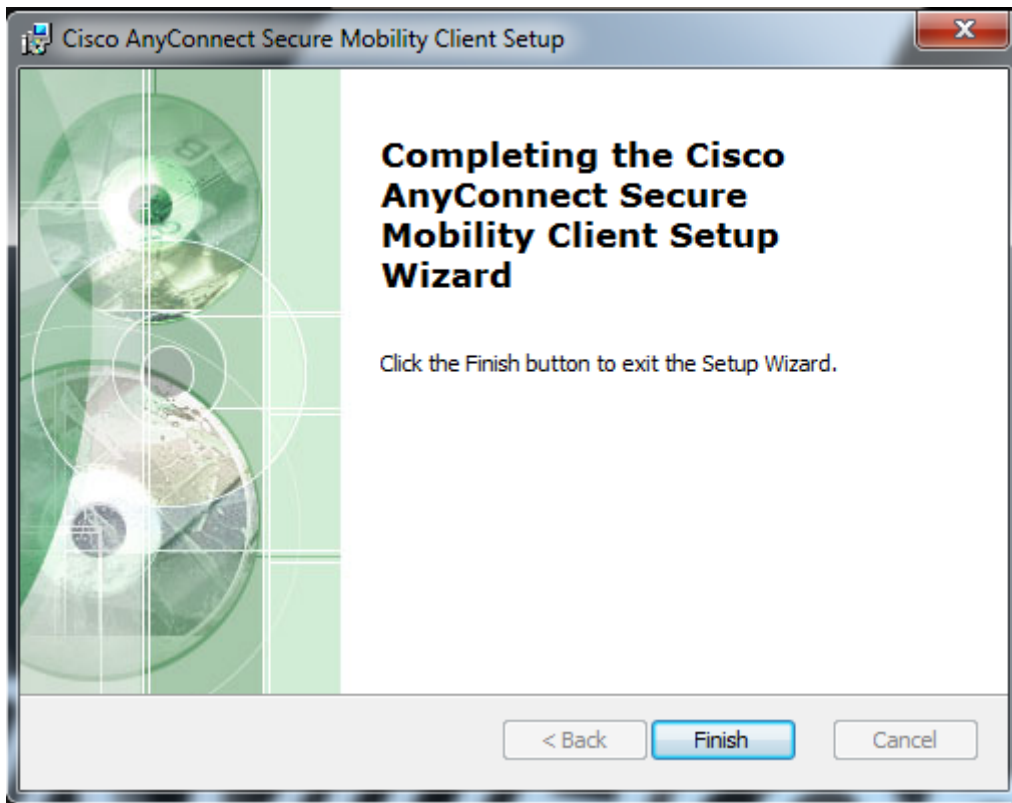 Cisco AnyConnect Secure Mobility Client Setup
Completing the Cisco
AnyConnect Secure
Mobility Client Setup
Wizard
Click the Finish button to exit the Setup Wizard.
< Back
Finish
Cancel